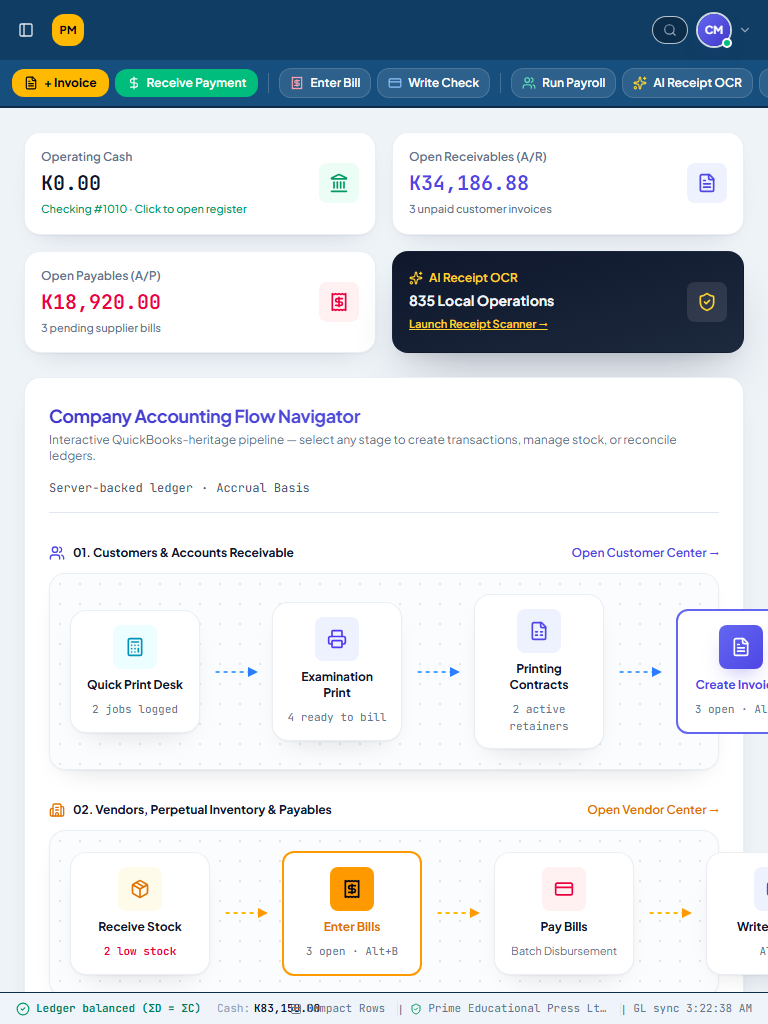 PM
CM
+ Invoice
Receive Payment
Enter Bill
Write Check
Run Payroll
AI Receipt OCR
Operating Cash
K0.00
Checking #1010 · Click to open register
Open Receivables (A/R)
K34,186.88
3 unpaid customer invoices
Open Payables (A/P)
K18,920.00
3 pending supplier bills
AI Receipt OCR
835 Local Operations
Launch Receipt Scanner →
Company Accounting Flow Navigator
Interactive QuickBooks-heritage pipeline — select any stage to create transactions, manage stock, or reconcile
ledgers.
Server-backed ledger · Accrual Basis
01. Customers & Accounts Receivable
Open Customer Center →
Quick Print Desk
2 jobs logged
Examination
Print
4 ready to bill
Printing
Contracts
2 active
retainers
Create Invoi
3 open · Al
02. Vendors, Perpetual Inventory & Payables
Open Vendor Center →
Receive Stock
2 low stock
Enter Bills
3 open · Alt+B
Pay Bills
Batch Disbursement
Write
Al
Ledger balanced (ΣD = ΣC)
Cash:
Rows
| Prime Educational Press Lt…
| GL sync 3:22:38 AM